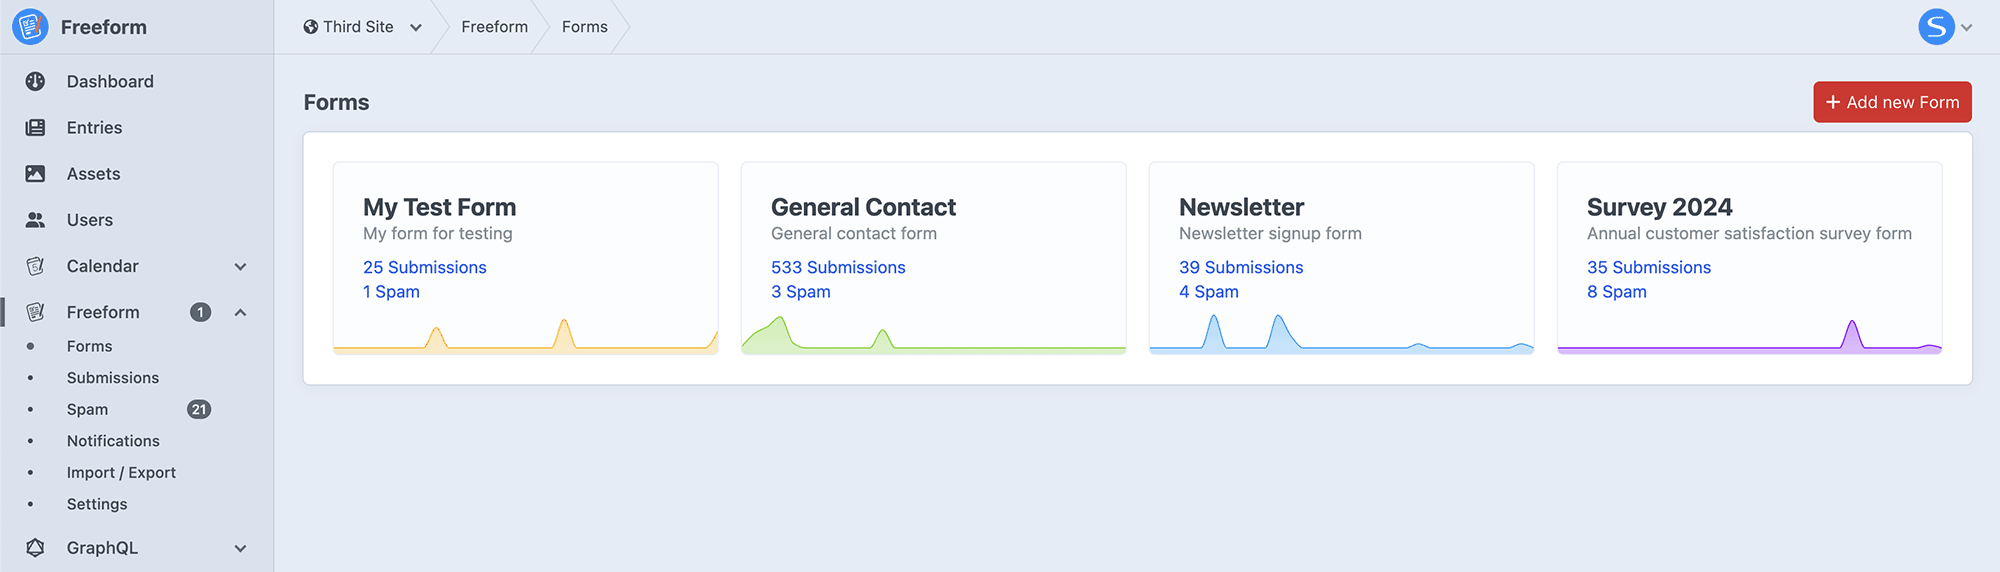 Freeform
Third Site
Freeform
Forms
S
Dashboard
Entries
Assets
Users
Calendar
Freeform 1
Forms
Submissions
Spam 21
Notifications
Import / Export
Settings
GraphQL
Forms
+ Add new Form
My Test Form
My form for testing
25 Submissions
1 Spam
General Contact
General contact form
533 Submissions
3 Spam
Newsletter
Newsletter signup form
39 Submissions
4 Spam
Survey 2024
Annual customer satisfaction survey form
35 Submissions
8 Spam